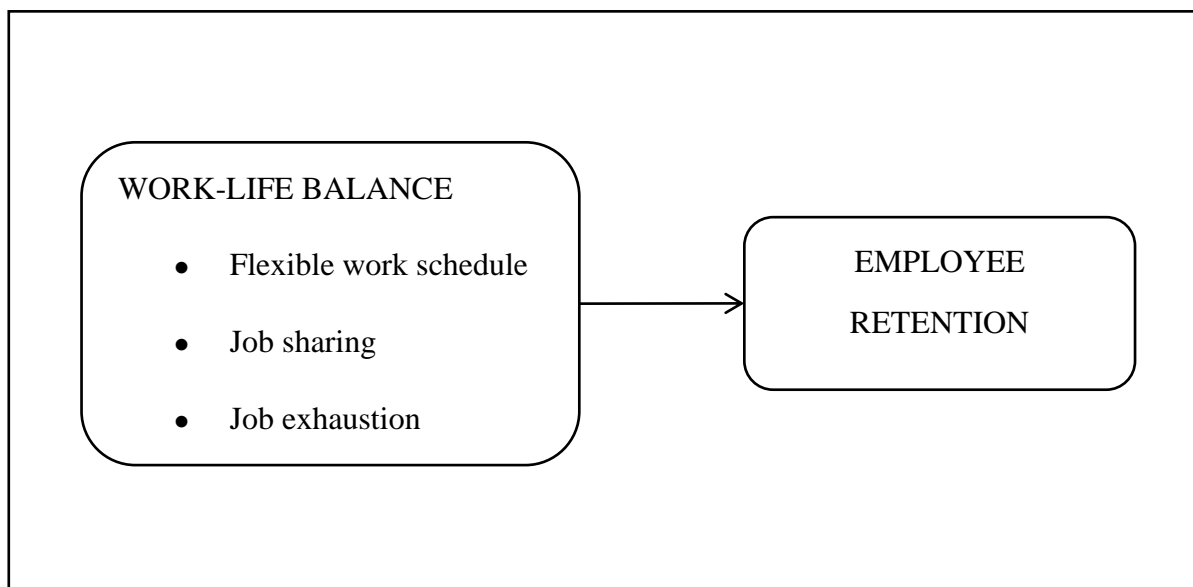 WORK-LIFE BALANCE
● Flexible work schedule
● Job sharing
● Job exhaustion
EMPLOYEE
RETENTION